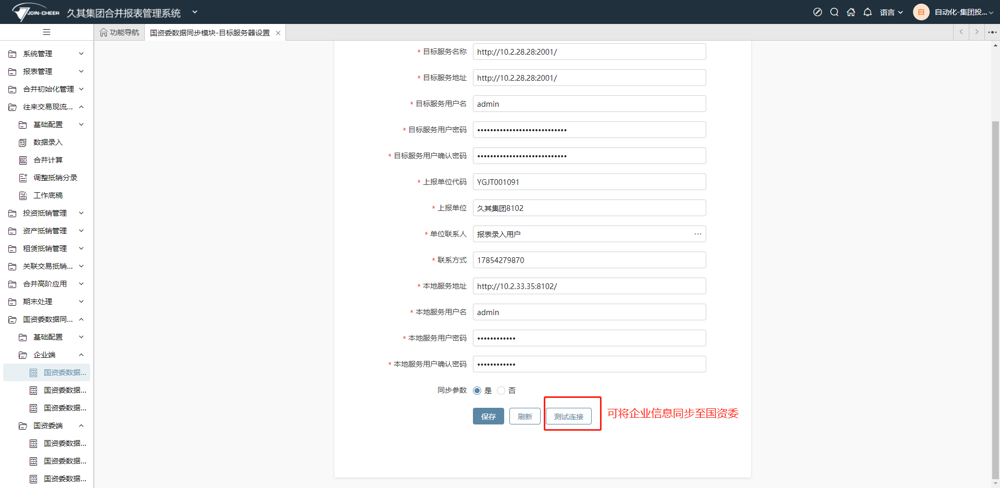 JOIN-CHEER 久其集团合并报表管理系统
语言
自 自动化-集团投...
功能导航
国资委数据同步模块-目标服务器设置
系统管理
报表管理
合并初始化管理
往来交易现流...
基础配置
数据录入
合并计算
调整抵销分录
工作底稿
投资抵销管理
资产抵销管理
租赁抵销管理
关联交易抵销...
合并高阶应用
期末处理
国资委数据同...
基础配置
企业端
国资委数据...
国资委数据...
国资委数据...
国资委端
国资委数据...
国资委数据...
国资委数据...
* 目标服务名称 http://10.2.28.28:2001/
* 目标服务地址 http://10.2.28.28:2001/
* 目标服务用户名 admin
* 目标服务用户密码 ••••••••••••••••••••••••••••
* 目标服务用户确认密码 ••••••••••••••••••••••••••••
* 上报单位代码 YGJT001091
* 上报单位 久其集团8102
* 单位联系人 报表录入用户 ···
* 联系方式 17854279870
* 本地服务地址 http://10.2.33.35:8102/
* 本地服务用户名 admin
* 本地服务用户密码 ••••••••••••
* 本地服务用户确认密码 ••••••••••••
同步参数 是 否
保存 刷新 测试连接 可将企业信息同步至国资委